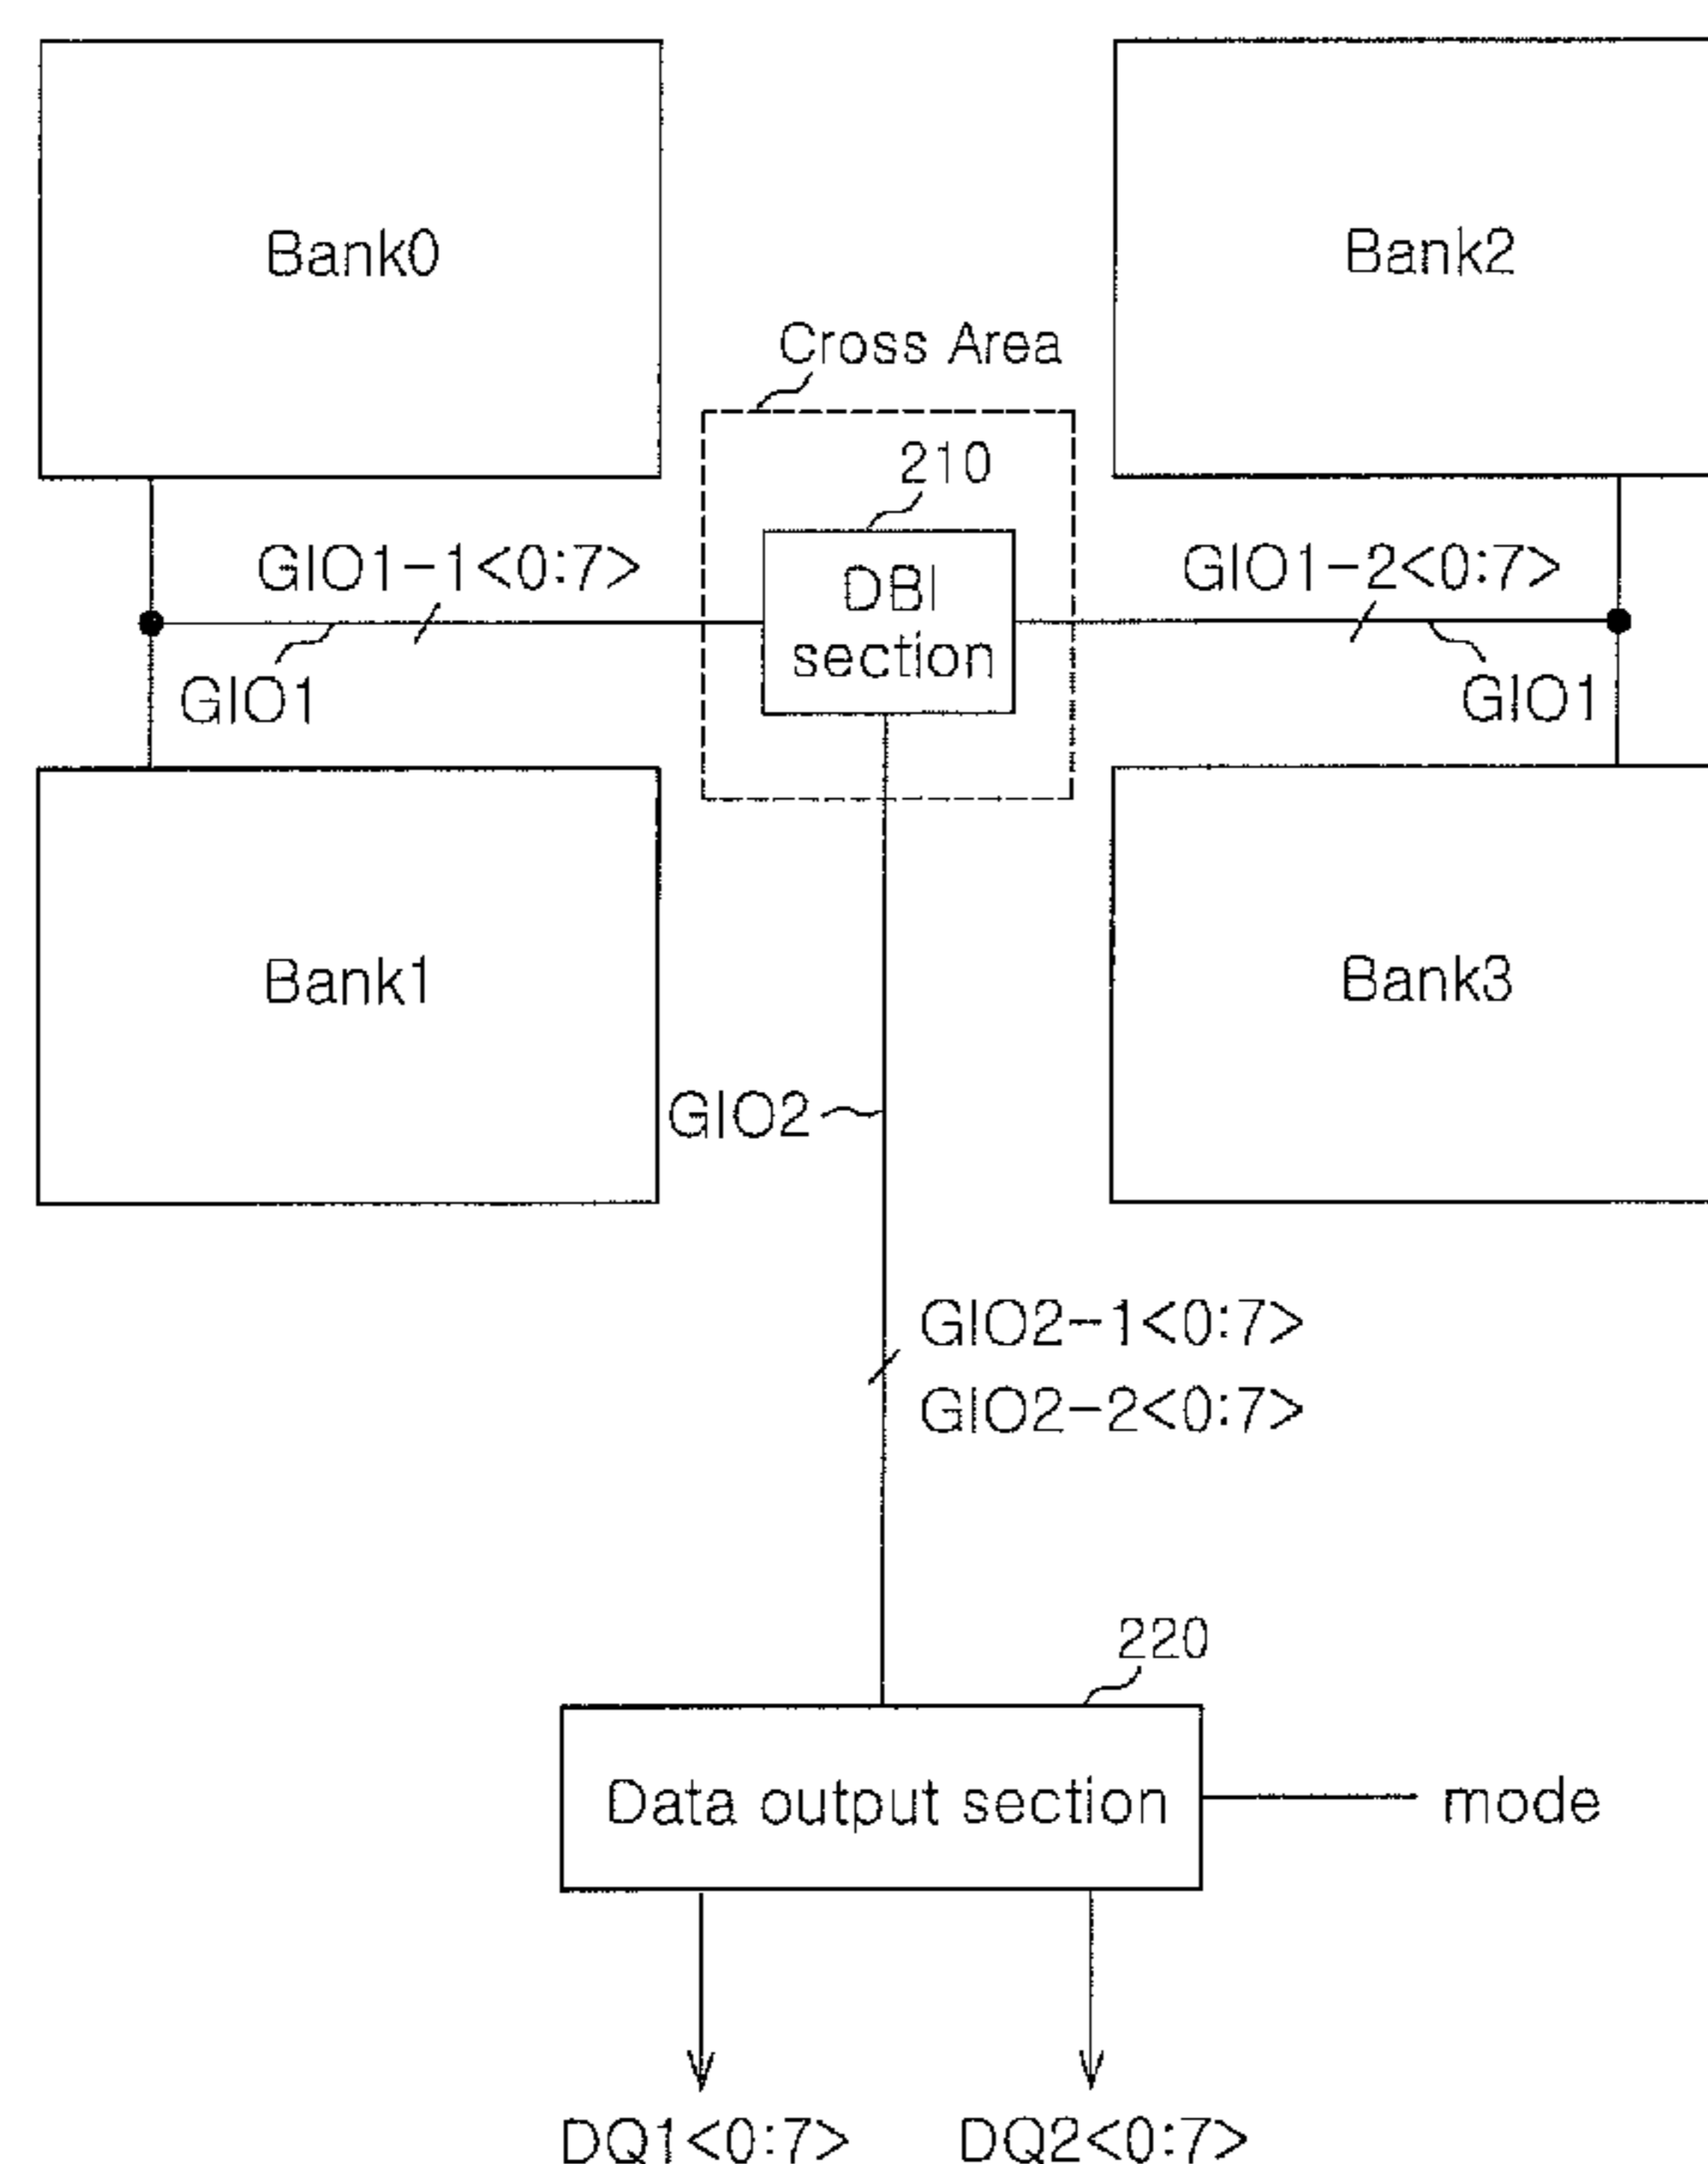 Bank0
Bank2
Cross Area
210
GIO1-1<0:7>
DBI
section
GIO1-2<0:7>
GIO1
GIO1
Bank1
Bank3
GIO2
GIO2-1<0:7>
GIO2-2<0:7>
220
Data output section
mode
DQ1<0:7>
DQ2<0:7>